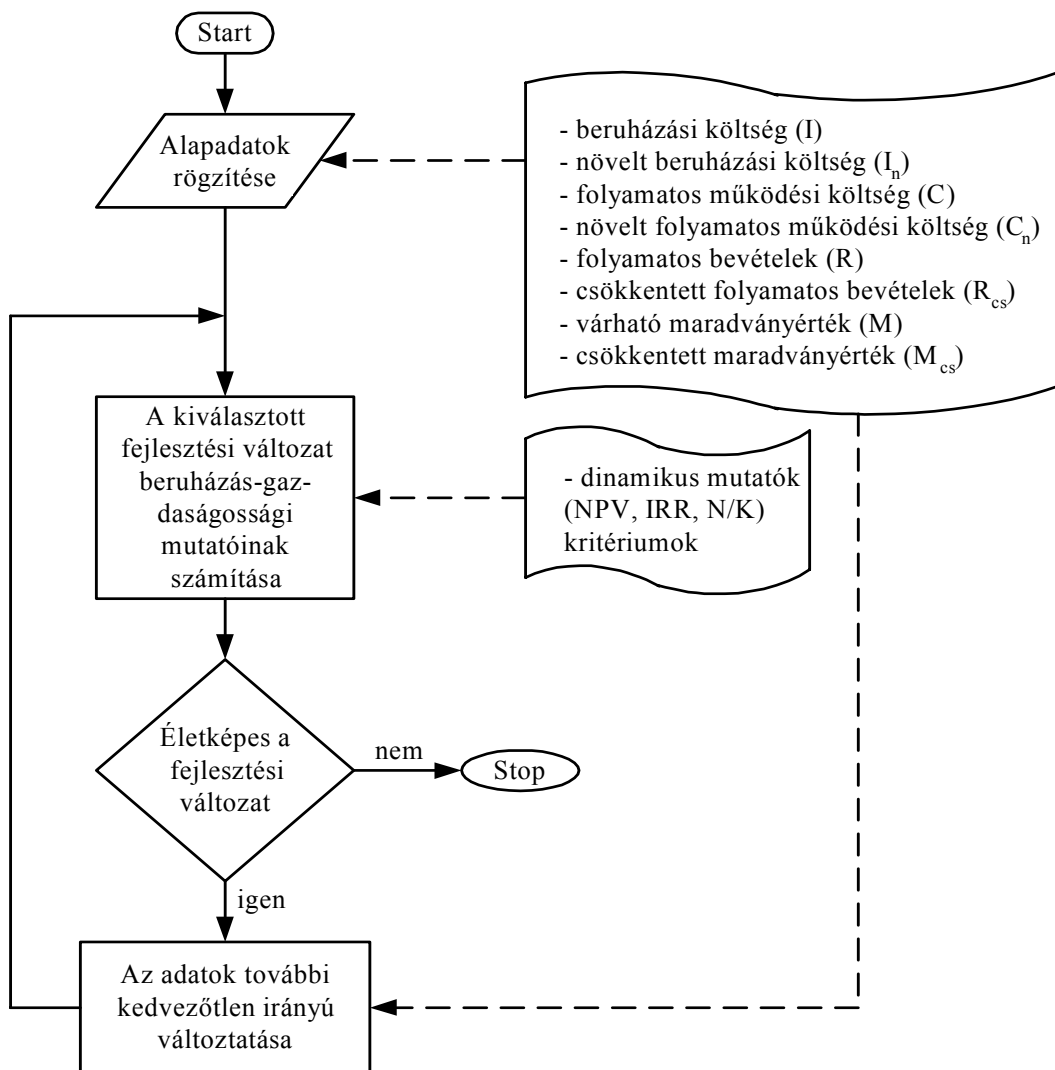 Start
Alapadatok
rögzítése
- beruházási költség (I)
- növelt beruházási költség (Iₙ)
- folyamatos működési költség (C)
- növelt folyamatos működési költség (Cₙ)
- folyamatos bevételek (R)
- csökkentett folyamatos bevételek (R_cs)
- várható maradványérték (M)
- csökkentett maradványérték (M_cs)
A kiválasztott
fejlesztési változat
beruházás-gaz-
daságossági
mutatóinak
számítása
- dinamikus mutatók
(NPV, IRR, N/K)
kritériumok
Életképes a
fejlesztési
változat
nem
Stop
igen
Az adatok további
kedvezőtlen irányú
változtatása